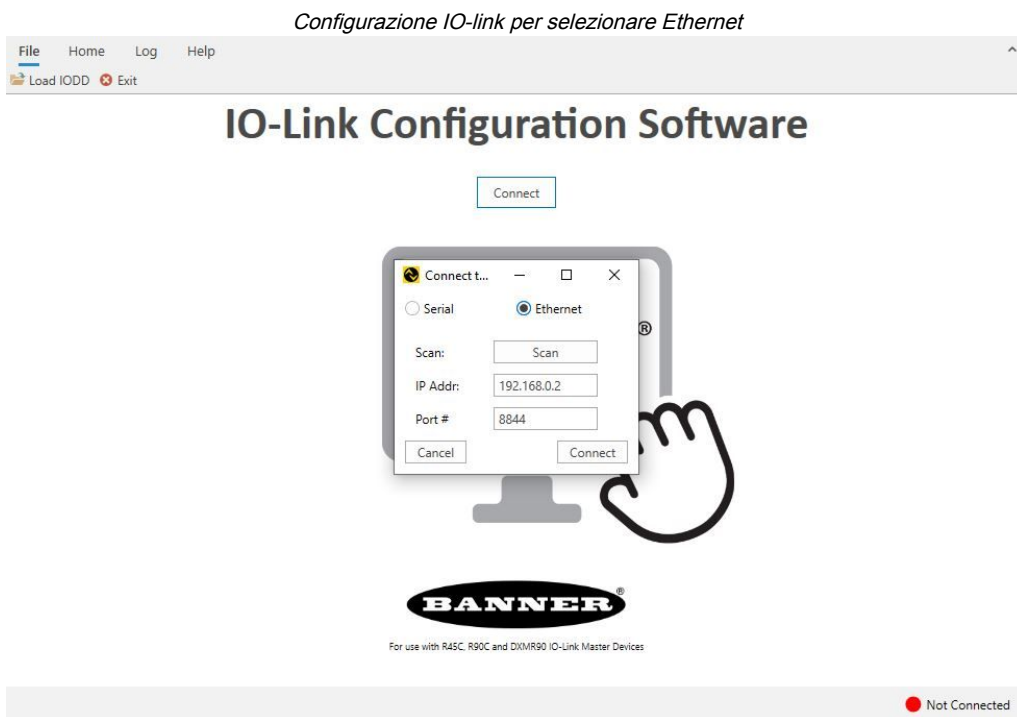 Configurazione IO-link per selezionare Ethernet
File Home Log Help
Load IODD Exit
IO-Link Configuration Software
Connect
Connect t...
Serial Ethernet
®
Scan: Scan
IP Addr: 192.168.0.2
Port # 8844
Cancel Connect
BANNER®
For use with R45C, R90C and DXMR90 IO-Link Master Devices
Not Connected